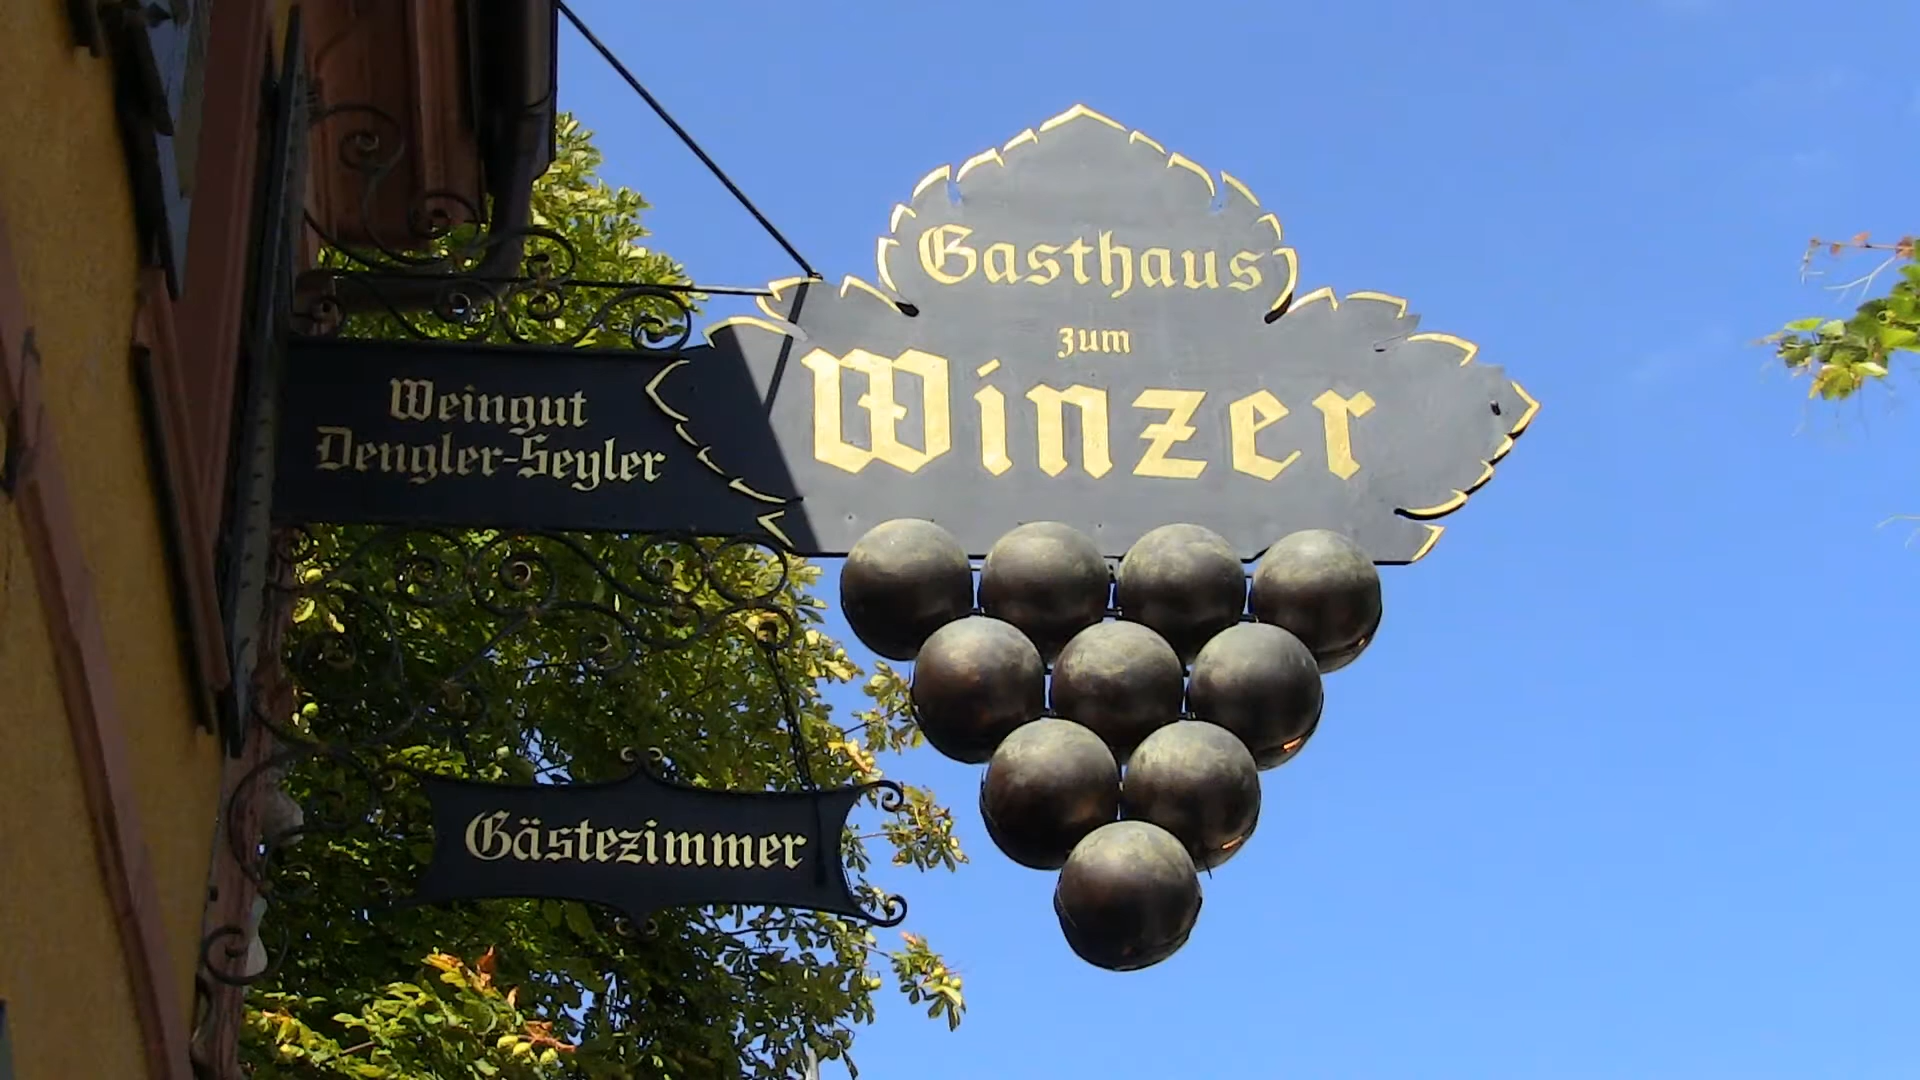 Gasthaus
zum
Winzer
Weingut
Dengler-Seyler
Gästezimmer